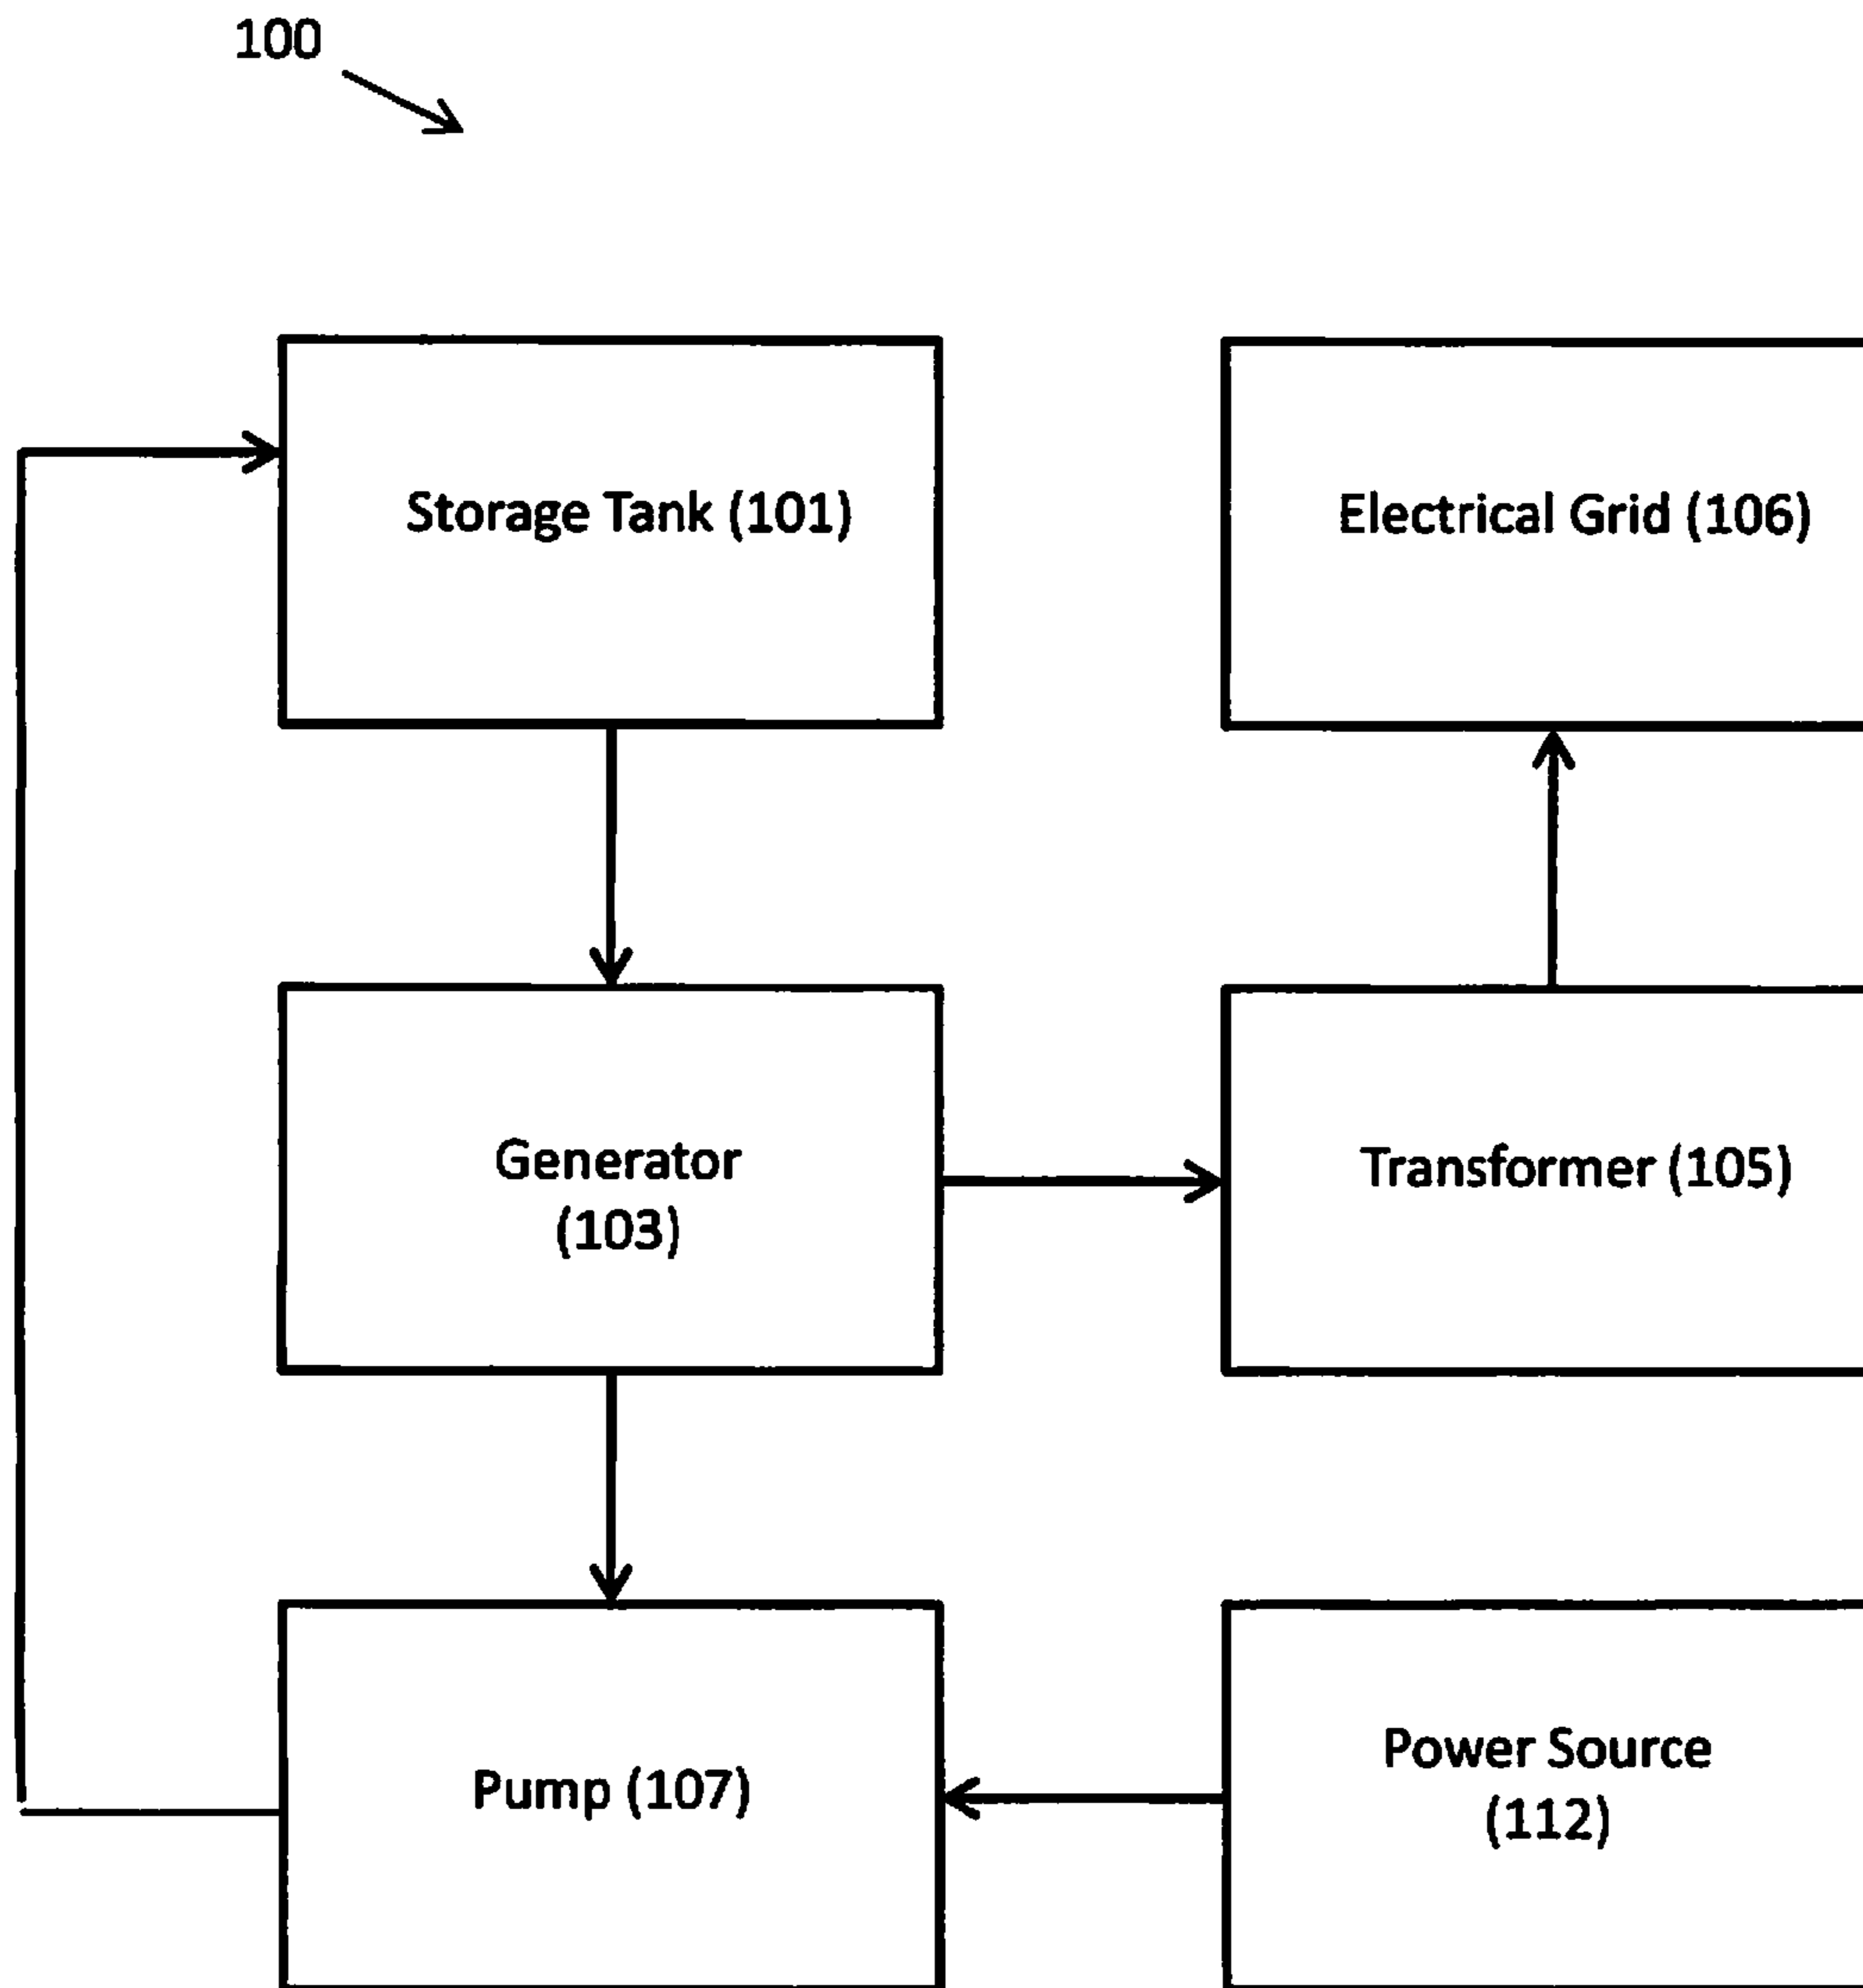 100
Storage Tank (101)
Electrical Grid (106)
Generator
(103)
Transformer (105)
Pump (107)
Power Source
(112)